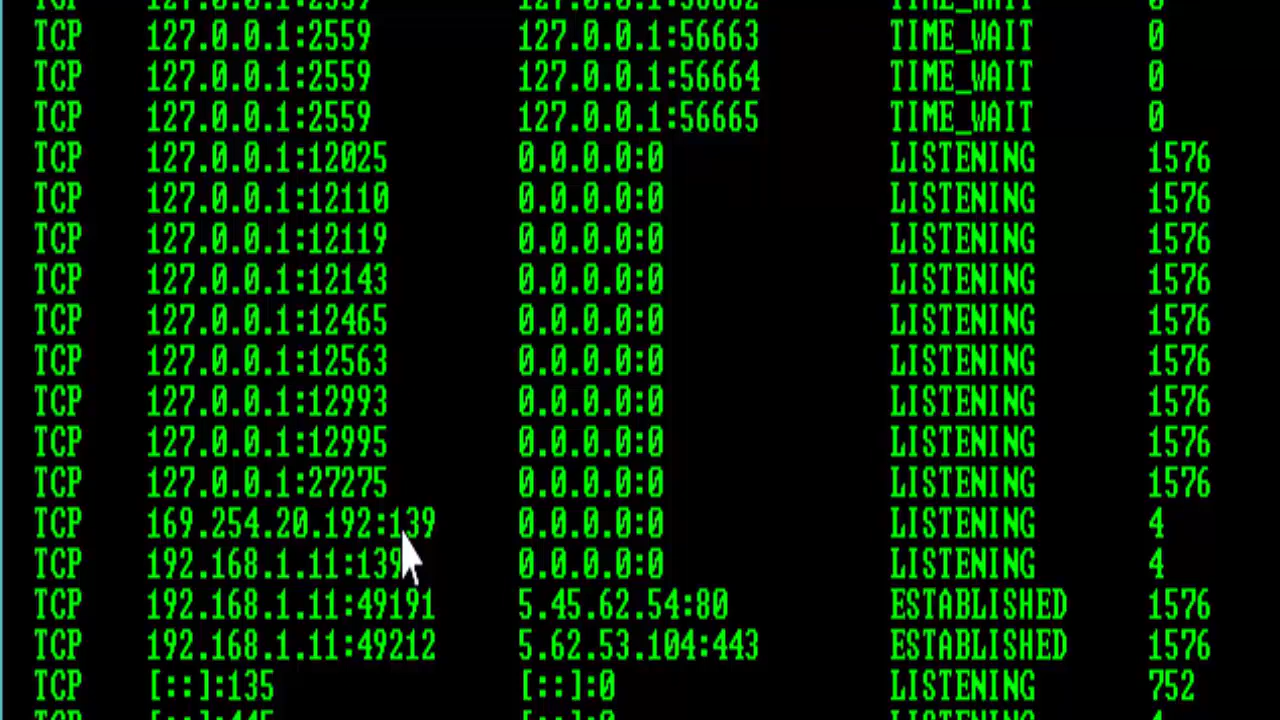 TCP 127.0.0.1:2559 127.0.0.1:56662 TIME_WAIT 0
TCP 127.0.0.1:2559 127.0.0.1:56663 TIME_WAIT 0
TCP 127.0.0.1:2559 127.0.0.1:56664 TIME_WAIT 0
TCP 127.0.0.1:2559 127.0.0.1:56665 TIME_WAIT 0
TCP 127.0.0.1:12025 0.0.0.0:0 LISTENING 1576
TCP 127.0.0.1:12110 0.0.0.0:0 LISTENING 1576
TCP 127.0.0.1:12119 0.0.0.0:0 LISTENING 1576
TCP 127.0.0.1:12143 0.0.0.0:0 LISTENING 1576
TCP 127.0.0.1:12465 0.0.0.0:0 LISTENING 1576
TCP 127.0.0.1:12563 0.0.0.0:0 LISTENING 1576
TCP 127.0.0.1:12993 0.0.0.0:0 LISTENING 1576
TCP 127.0.0.1:12995 0.0.0.0:0 LISTENING 1576
TCP 127.0.0.1:27275 0.0.0.0:0 LISTENING 1576
TCP 169.254.20.192:139 0.0.0.0:0 LISTENING 4
TCP 192.168.1.11:139 0.0.0.0:0 LISTENING 4
TCP 192.168.1.11:49191 5.45.62.54:80 ESTABLISHED 1576
TCP 192.168.1.11:49212 5.62.53.104:443 ESTABLISHED 1576
TCP [::]:135 [::]:0 LISTENING 752
TCP [::]:445 [::]:0 LISTENING 4